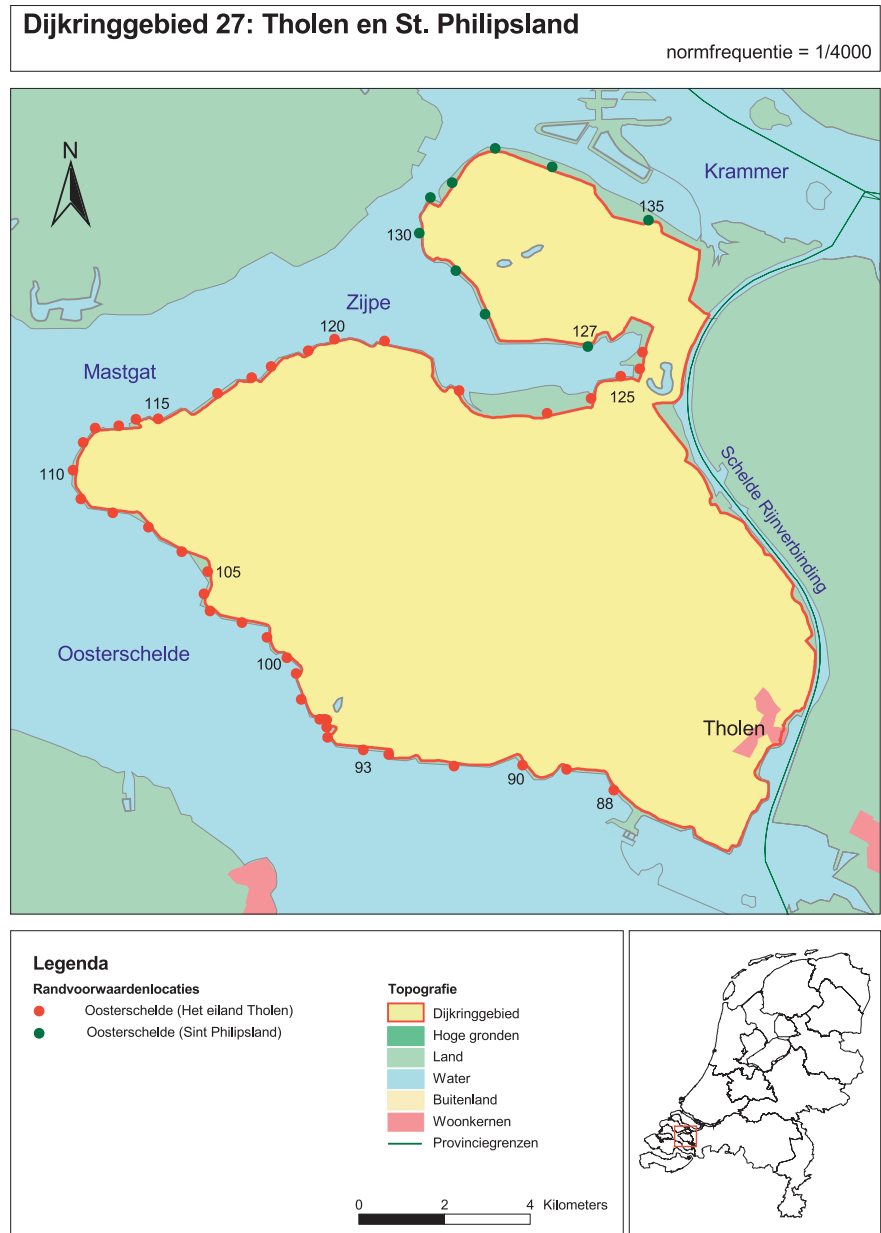 Dijkringgebied 27: Tholen en St. Philipsland
normfrequentie = 1/4000
N
Krammer
135
130
Zijpe
120
127
Mastgat
125
115
110
Schelde Rijnverbinding
105
Oosterschelde
100
Tholen
93
90
88
Legenda
Randvoorwaardenlocaties
Oosterschelde (Het eiland Tholen)
Oosterschelde (Sint Philipsland)
Topografie
Dijkringgebied
Hoge gronden
Land
Water
Buitenland
Woonkernen
Provinciegrenzen
0 2 4 Kilometers